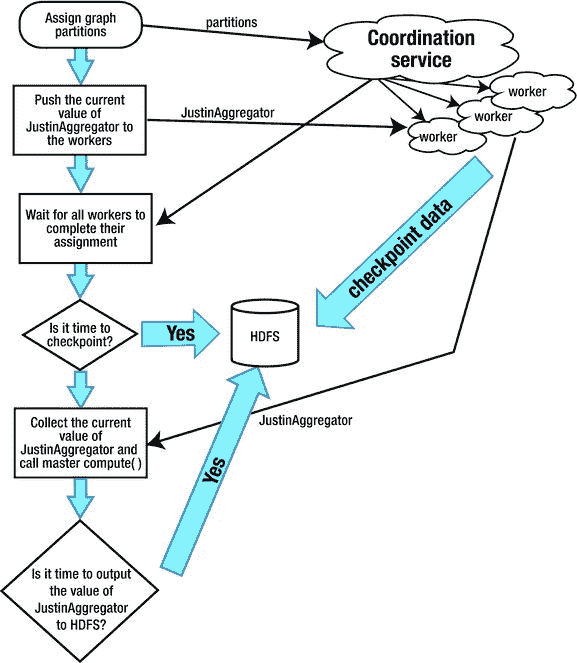 Assign graph
partitions
partitions
Coordination
service
worker
worker
worker
Push the current
value of
JustinAggregator to
the workers
JustinAggregator
Wait for all workers to
complete their
assignment
checkpoint data
Is it time to
checkpoint?
Yes
HDFS
Collect the current
value of
JustinAggregator and
call master compute( )
JustinAggregator
Yes
Is it time to output
the value of
JustinAggregator
to HDFS?